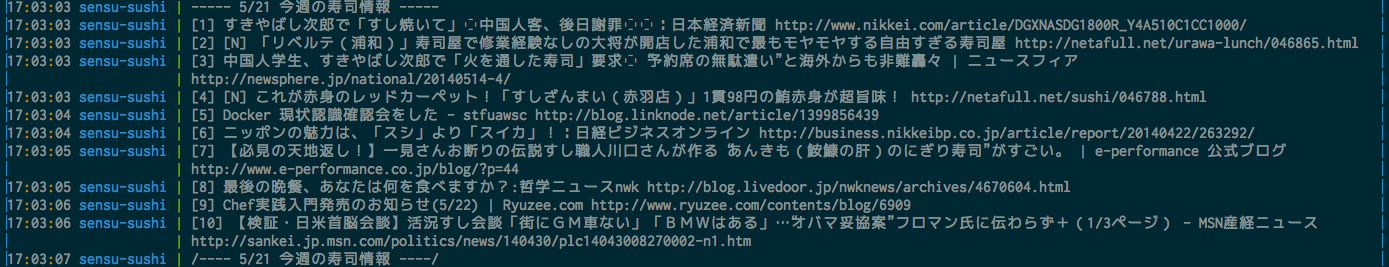 17:03:03 sensu-sushi | ----- 5/21 今週の寿司情報 -----
17:03:03 sensu-sushi | [1] すきやばし次郎で「すし焼いて」 中国人客、後日謝罪 :日本経済新聞 http://www.nikkei.com/article/DGXNASDG1800R_Y4A510C1CC1000/
17:03:03 sensu-sushi | [2] [N] 「リベルテ(浦和)」寿司屋で修業経験なしの大将が開店した浦和で最もモヤモヤする自由すぎる寿司屋 http://netafull.net/urawa-lunch/046865.html
17:03:03 sensu-sushi | [3] 中国人学生、すきやばし次郎で「火を通した寿司」要求 “予約席の無駄遣い”と海外からも非難轟々 | ニュースフィア
| http://newsphere.jp/national/20140514-4/
17:03:03 sensu-sushi | [4] [N] これが赤身のレッドカーペット！「すしざんまい(赤羽店)」1貫98円の鮪赤身が超旨味！ http://netafull.net/sushi/046788.html
17:03:04 sensu-sushi | [5] Docker 現状認識確認会をした - stfuawsc http://blog.linknode.net/article/1399856439
17:03:04 sensu-sushi | [6] ニッポンの魅力は、「スシ」より「スイカ」！:日経ビジネスオンライン http://business.nikkeibp.co.jp/article/report/20140422/263292/
17:03:05 sensu-sushi | [7] 【必見の天地返し！】一見さんお断りの伝説すし職人川口さんが作る“あんきも(鮟鱇の肝)のにぎり寿司”がすごい。 | e-performance 公式ブログ
| http://www.e-performance.co.jp/blog/?p=44
17:03:05 sensu-sushi | [8] 最後の晩餐、あなたは何を食べますか？:哲学ニュースnwk http://blog.livedoor.jp/nwknews/archives/4670604.html
17:03:06 sensu-sushi | [9] Chef実践入門発売のお知らせ(5/22) | Ryuzee.com http://www.ryuzee.com/contents/blog/6909
17:03:06 sensu-sushi | [10] 【検証・日米首脳会談】活況すし会談「街にＧＭ車ない」「ＢＭＷはある」…“オバマ妥協案”フロマン氏に伝わらず＋(1/3ページ) - MSN産経ニュース
| http://sankei.jp.msn.com/politics/news/140430/plc14043008270002-n1.htm
17:03:07 sensu-sushi | /---- 5/21 今週の寿司情報 ----/